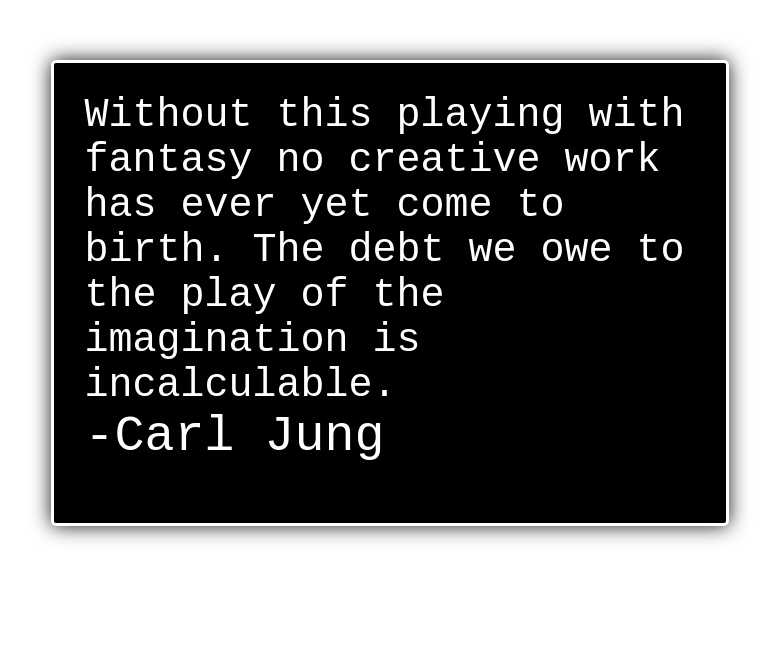 Without this playing with
fantasy no creative work
has ever yet come to
birth. The debt we owe to
the play of the
imagination is
incalculable.
-Carl Jung